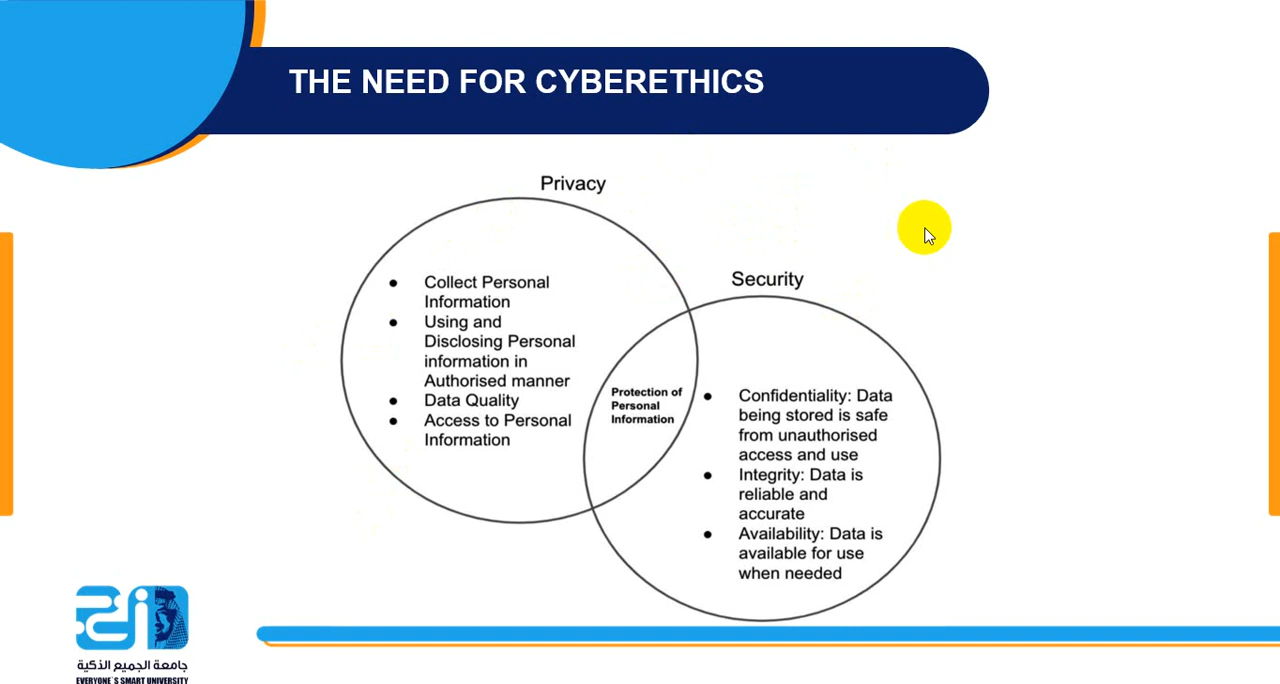 THE NEED FOR CYBERETHICS
Privacy
● Collect Personal
Information
● Using and
Disclosing Personal
information in
Authorised manner
● Data Quality
● Access to Personal
Information
Protection of
Personal
Information
Security
● Confidentiality: Data
being stored is safe
from unauthorised
access and use
● Integrity: Data is
reliable and
accurate
● Availability: Data is
available for use
when needed
جامعة الجميع الذكية
EVERYONE`S SMART UNIVERSITY